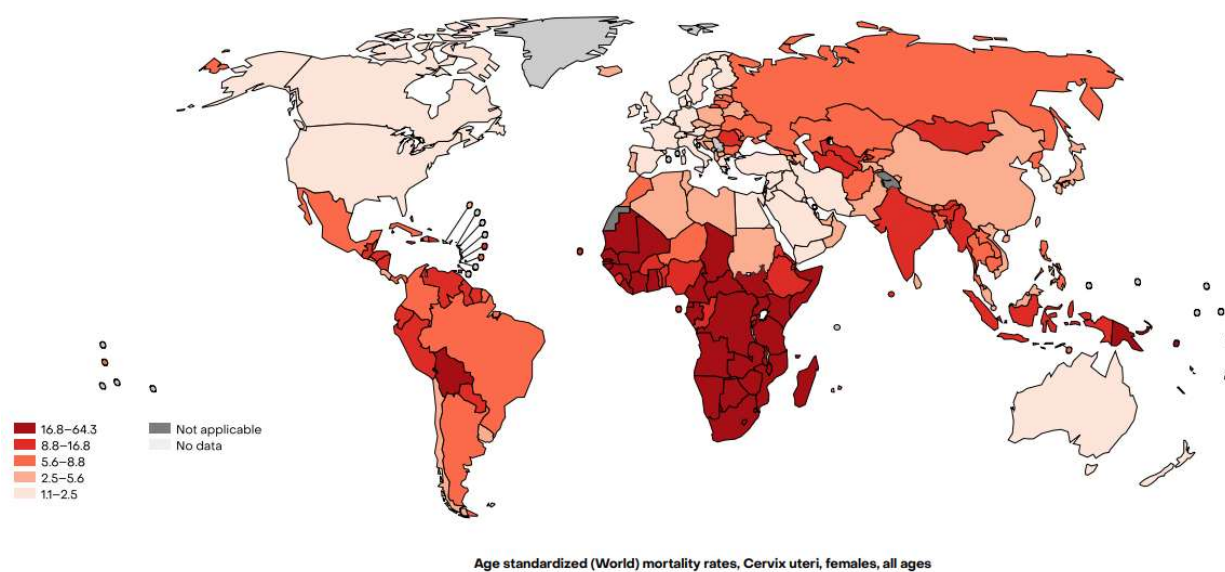 16.8–64.3
8.8–16.8
5.6–8.8
2.5–5.6
1.1–2.5
Not applicable
No data
Age standardized (World) mortality rates, Cervix uteri, females, all ages